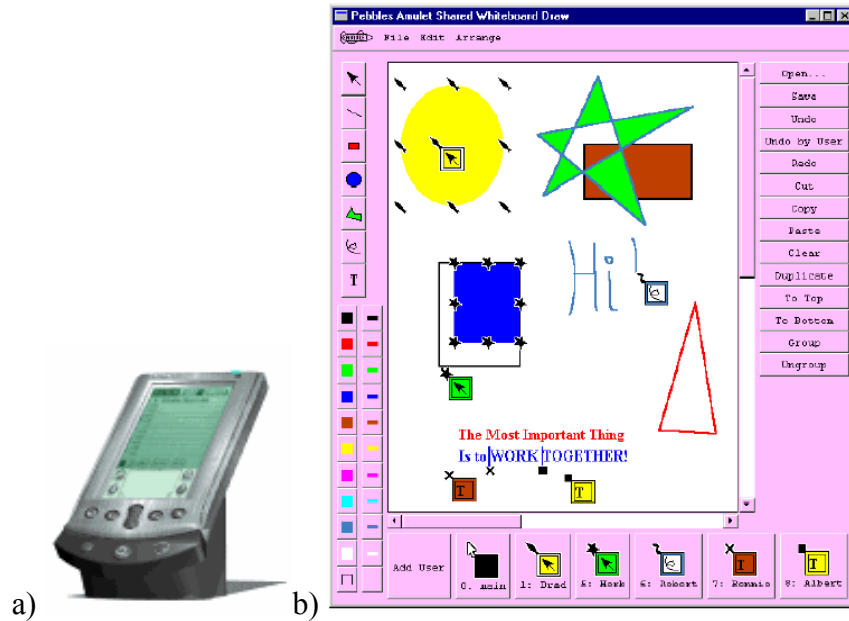 Pebbles Amulet Shared Whiteboard Draw
File Edit Arrange
Open...
Save
Undo
Undo by User
Redo
Cut
Copy
Paste
Clear
Duplicate
To Top
To Bottom
Group
Ungroup
T
Hi!
The Most Important Thing
Is to WORK TOGETHER!
T
T
Add User
0. main
1: Brad
6: Robert
T
7: Bonnie
T
8: Albert
a)
b)